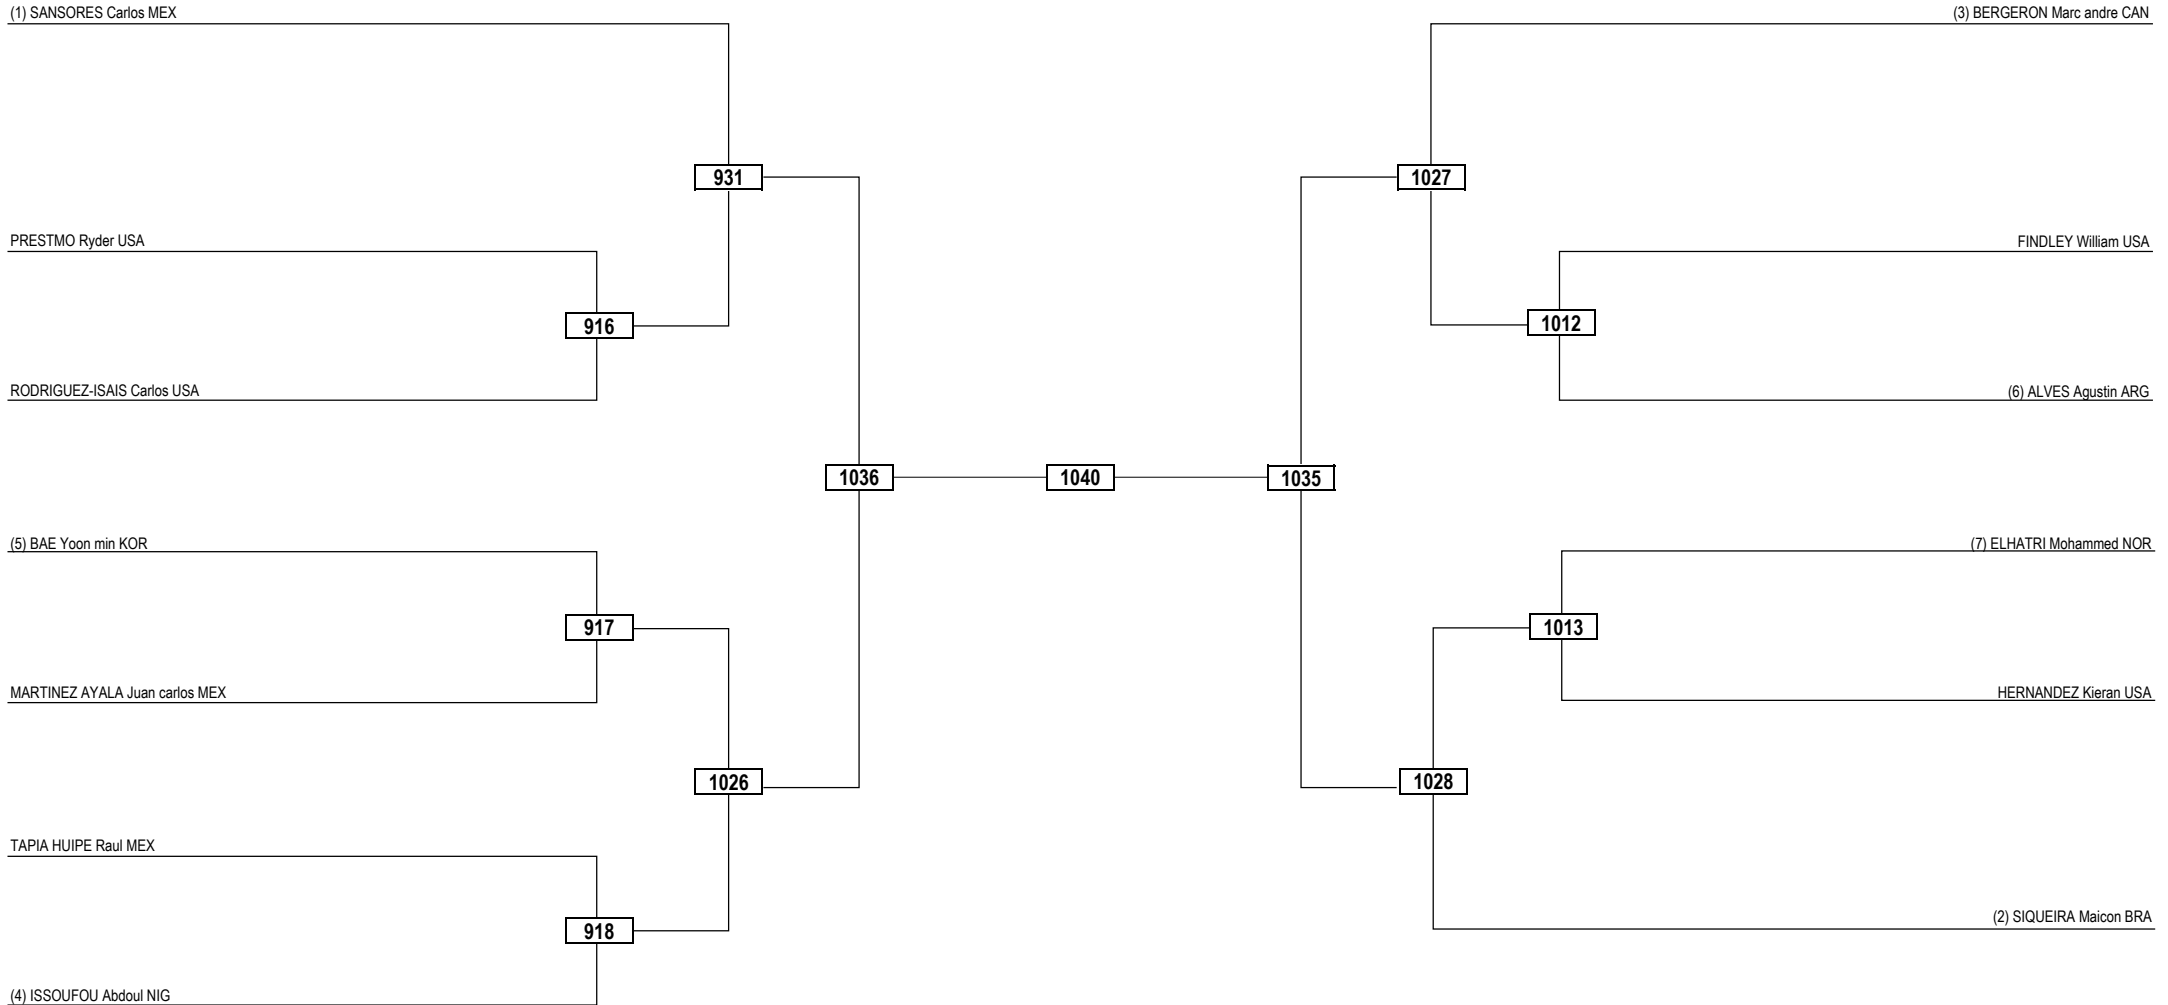 (1) SANSORES Carlos MEX
(3) BERGERON Marc andre CAN
931
1027
PRESTMO Ryder USA
FINDLEY William USA
916
1012
RODRIGUEZ-ISAIS Carlos USA
(6) ALVES Agustin ARG
1036
1040
1035
(5) BAE Yoon min KOR
(7) ELHATRI Mohammed NOR
917
1013
MARTINEZ AYALA Juan carlos MEX
HERNANDEZ Kieran USA
1026
1028
TAPIA HUIPE Raul MEX
(2) SIQUEIRA Maicon BRA
918
(4) ISSOUFOU Abdoul NIG